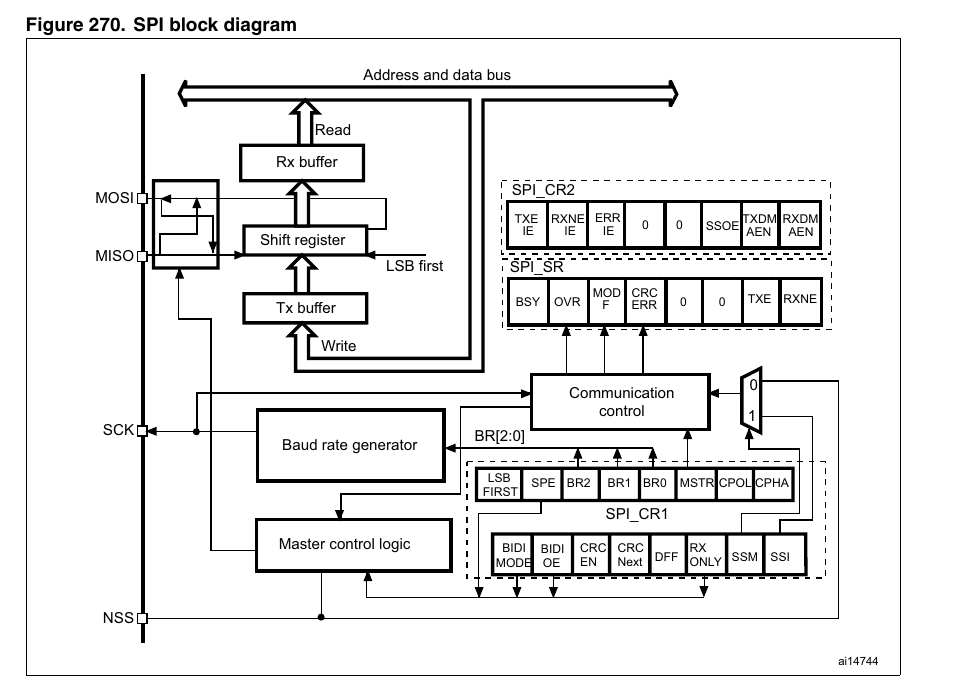 Figure 270. SPI block diagram
Address and data bus
Read
Rx buffer
MOSI
SPI_CR2
TXE
IE
RXNE
IE
ERR
IE
0
0
SSOE
TXDM
AEN
RXDM
AEN
Shift register
MISO
LSB first
SPI_SR
BSY
OVR
MOD
F
CRC
ERR
0
0
TXE
RXNE
Tx buffer
Write
Communication
control
0
1
SCK
Baud rate generator
BR[2:0]
LSB
FIRST
SPE
BR2
BR1
BR0
MSTR
CPOL
CPHA
SPI_CR1
Master control logic
BIDI
MODE
BIDI
OE
CRC
EN
CRC
Next
DFF
RX
ONLY
SSM
SSI
NSS
ai14744